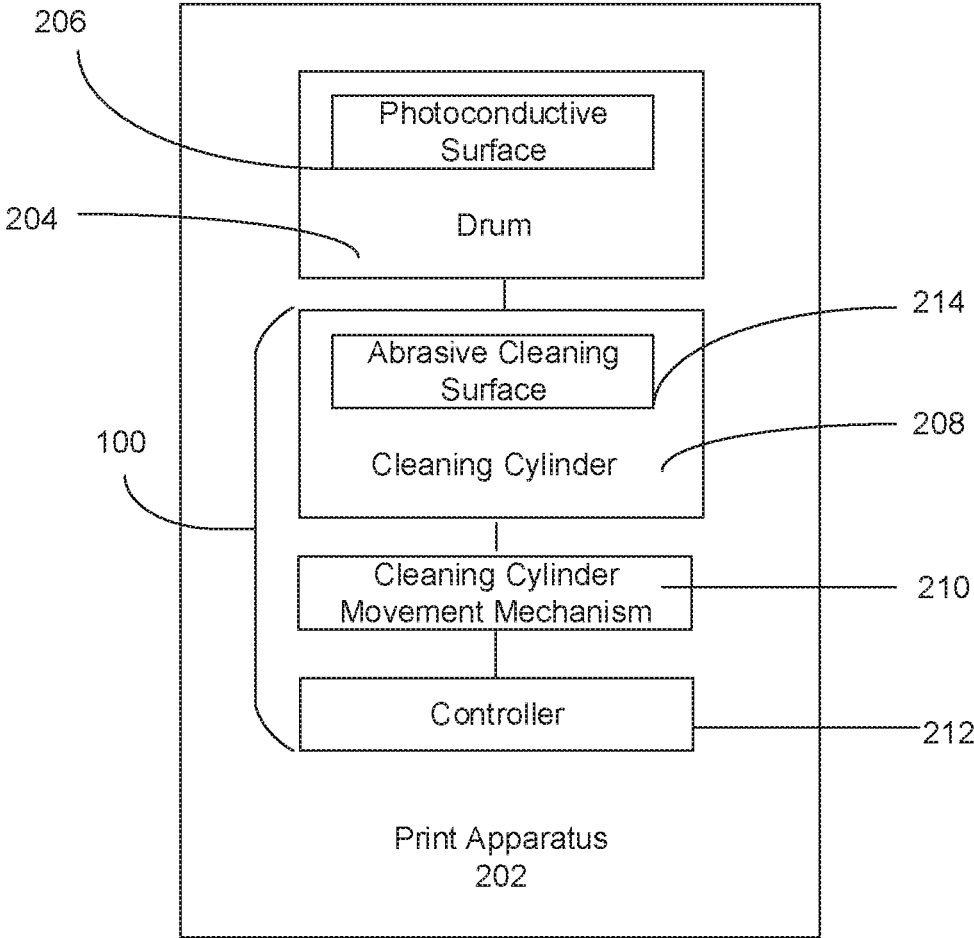 206
Photoconductive
Surface
204
Drum
214
Abrasive Cleaning
Surface
208
100
Cleaning Cylinder
Cleaning Cylinder
Movement Mechanism
210
Controller
212
Print Apparatus
202